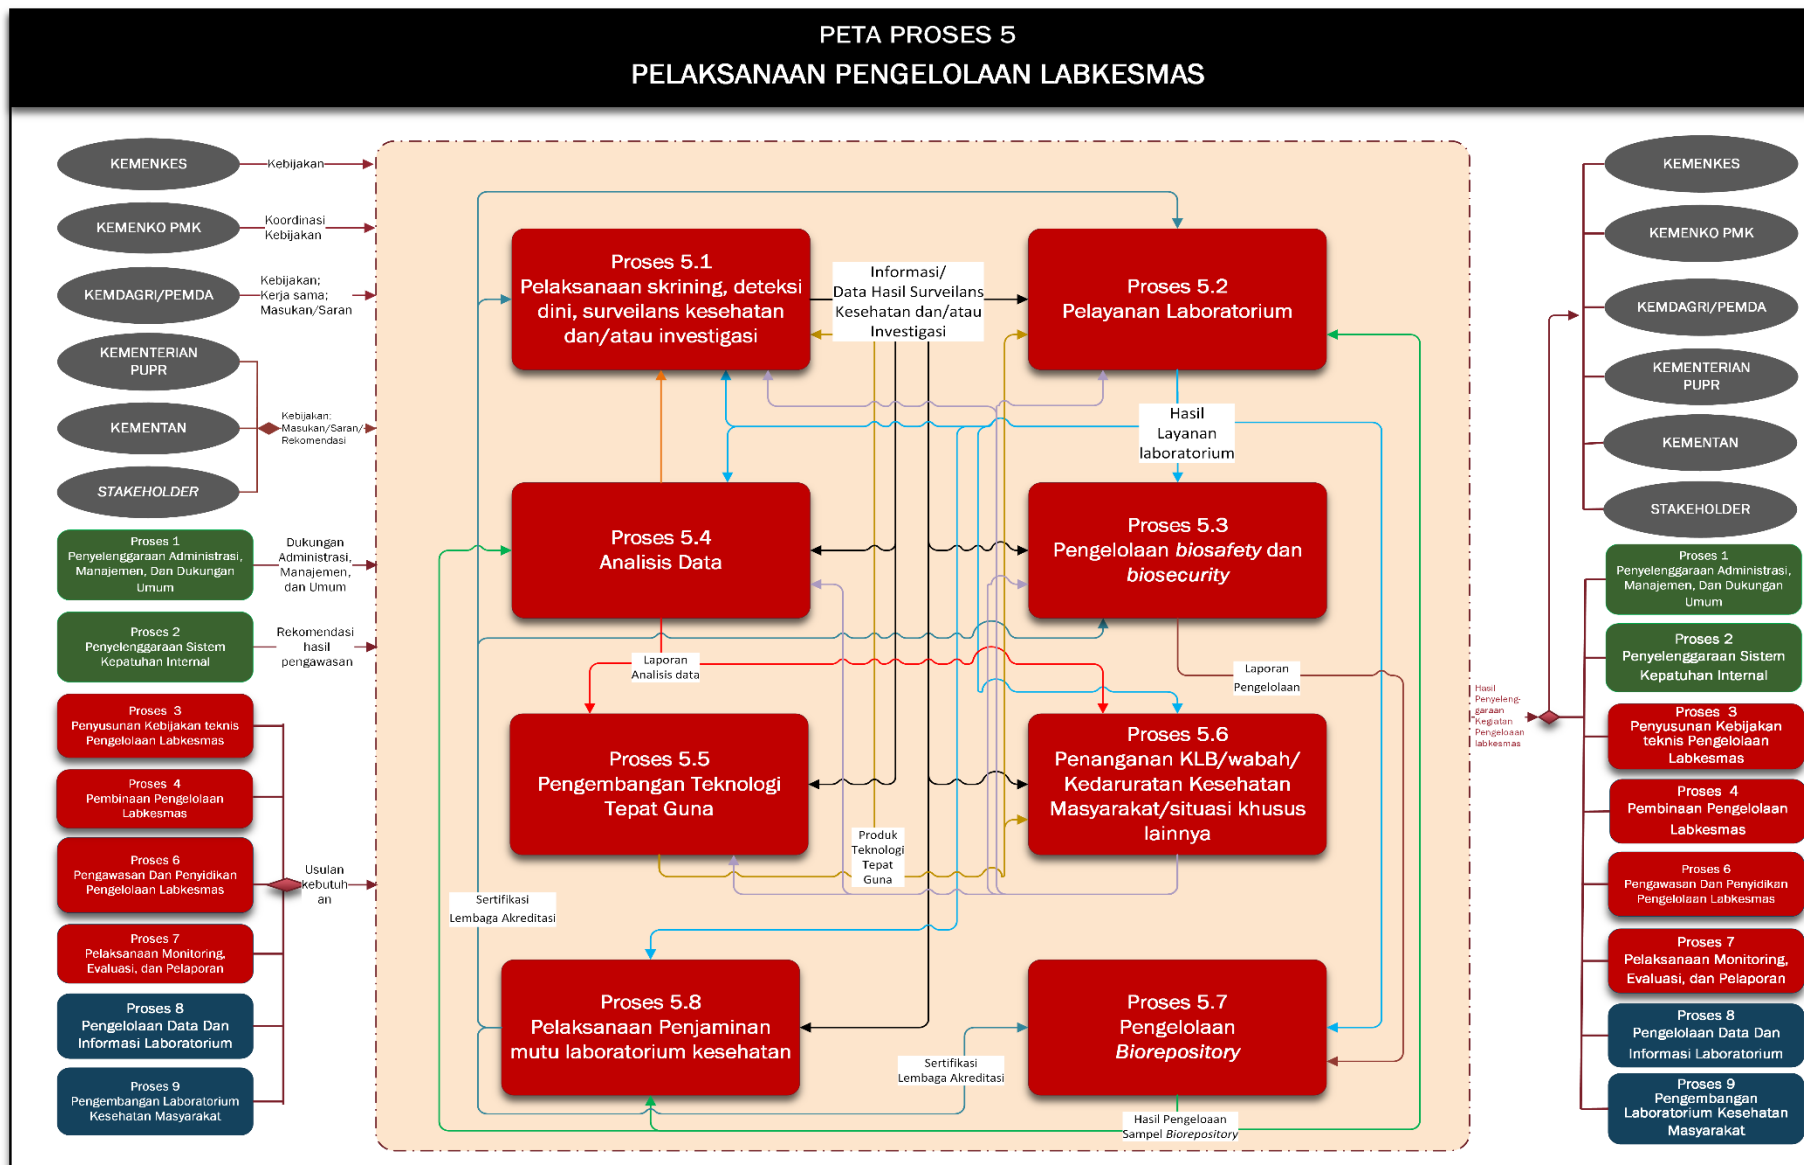 PETA PROSES 5
PELAKSANAAN PENGELOLAAN LABKESMAS
KEMENKES
Kebijakan
KEMENKO PMK
Koordinasi
Kebijakan
KEMDAGRI/PEMDA
Kebijakan;
Kerja sama;
Masukan/Saran
KEMENTERIAN
PUPR
KEMENTAN
Kebijakan;
Masukan/Saran/
Rekomendasi
STAKEHOLDER
Proses 1
Penyelenggaraan Administrasi,
Manajemen, Dan Dukungan
Umum
Dukungan
Administrasi,
Manajemen,
dan Umum
Proses 2
Penyelenggaraan Sistem
Kepatuhan Internal
Rekomendasi
hasil
pengawasan
Proses 3
Penyusunan Kebijakan teknis
Pengelolaan Labkesmas
Proses 4
Pembinaan Pengelolaan
Labkesmas
Proses 6
Pengawasan Dan Penyidikan
Pengelolaan Labkesmas
Usulan
kebutuh
an
Proses 7
Pelaksanaan Monitoring,
Evaluasi, dan Pelaporan
Proses 8
Pengelolaan Data Dan
Informasi Laboratorium
Proses 9
Pengembangan Laboratorium
Kesehatan Masyarakat
Proses 5.1
Pelaksanaan skrining, deteksi
dini, surveilans kesehatan
dan/atau investigasi
Informasi/
Data Hasil Surveilans
Kesehatan dan/atau
Investigasi
Proses 5.2
Pelayanan Laboratorium
Hasil
Layanan
laboratorium
Proses 5.4
Analisis Data
Proses 5.3
Pengelolaan biosafety dan
biosecurity
Laporan
Analisis data
Laporan
Pengelolaan
Proses 5.5
Pengembangan Teknologi
Tepat Guna
Proses 5.6
Penanganan KLB/wabah/
Kedaruratan Kesehatan
Masyarakat/situasi khusus
lainnya
Produk
Teknologi
Tepat
Guna
Sertifikasi
Lembaga Akreditasi
Proses 5.8
Pelaksanaan Penjaminan
mutu laboratorium kesehatan
Sertifikasi
Lembaga Akreditasi
Proses 5.7
Pengelolaan
Biorepository
Hasil Pengeloaan
Sampel Biorepository
Hasil
Penyeleng-
garaan
Kegiatan
Pengeloaan
labkesmas
KEMENKES
KEMENKO PMK
KEMDAGRI/PEMDA
KEMENTERIAN
PUPR
KEMENTAN
STAKEHOLDER
Proses 1
Penyelenggaraan Administrasi,
Manajemen, Dan Dukungan
Umum
Proses 2
Penyelenggaraan Sistem
Kepatuhan Internal
Proses 3
Penyusunan Kebijakan
teknis Pengelolaan
Labkesmas
Proses 4
Pembinaan Pengelolaan
Labkesmas
Proses 6
Pengawasan Dan Penyidikan
Pengelolaan Labkesmas
Proses 7
Pelaksanaan Monitoring,
Evaluasi, dan Pelaporan
Proses 8
Pengelolaan Data Dan
Informasi Laboratorium
Proses 9
Pengembangan
Laboratorium Kesehatan
Masyarakat